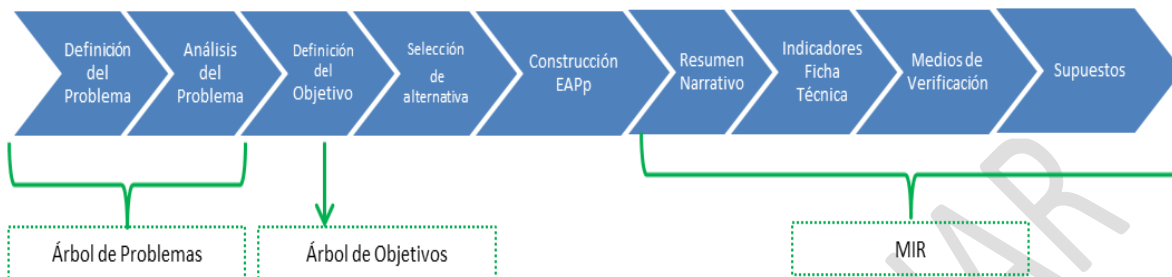 Definición
del
Problema
Análisis
del
Problema
Definición
del
Objetivo
Selección
de
alternativa
Construcción
EAPp
Resumen
Narrativo
Indicadores
Ficha
Técnica
Medios de
Verificación
Supuestos
Árbol de Problemas
Árbol de Objetivos
MIR